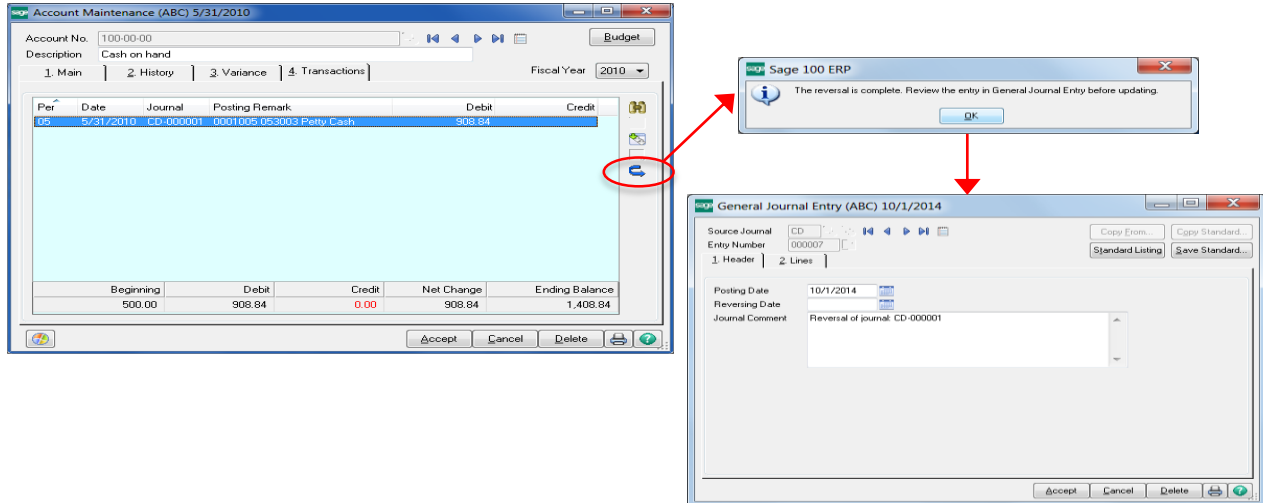 sage Account Maintenance (ABC) 5/31/2010
Account No. 100-00-00
Budget
Description Cash on hand
1. Main 2. History 3. Variance 4. Transactions Fiscal Year 2010
Per Date Journal Posting Remark Debit Credit
05 5/31/2010 CD-000001 0001005 053003 Petty Cash 908.84
Beginning Debit Credit Net Change Ending Balance
500.00 908.84 0.00 908.84 1,408.84
Accept Cancel Delete
sage Sage 100 ERP
The reversal is complete. Review the entry in General Journal Entry before updating.
OK
sage General Journal Entry (ABC) 10/1/2014
Source Journal CD Copy From... Copy Standard...
Entry Number 000007
Standard Listing Save Standard...
1. Header 2. Lines
Posting Date 10/1/2014
Reversing Date
Journal Comment Reversal of journal: CD-000001
Accept Cancel Delete